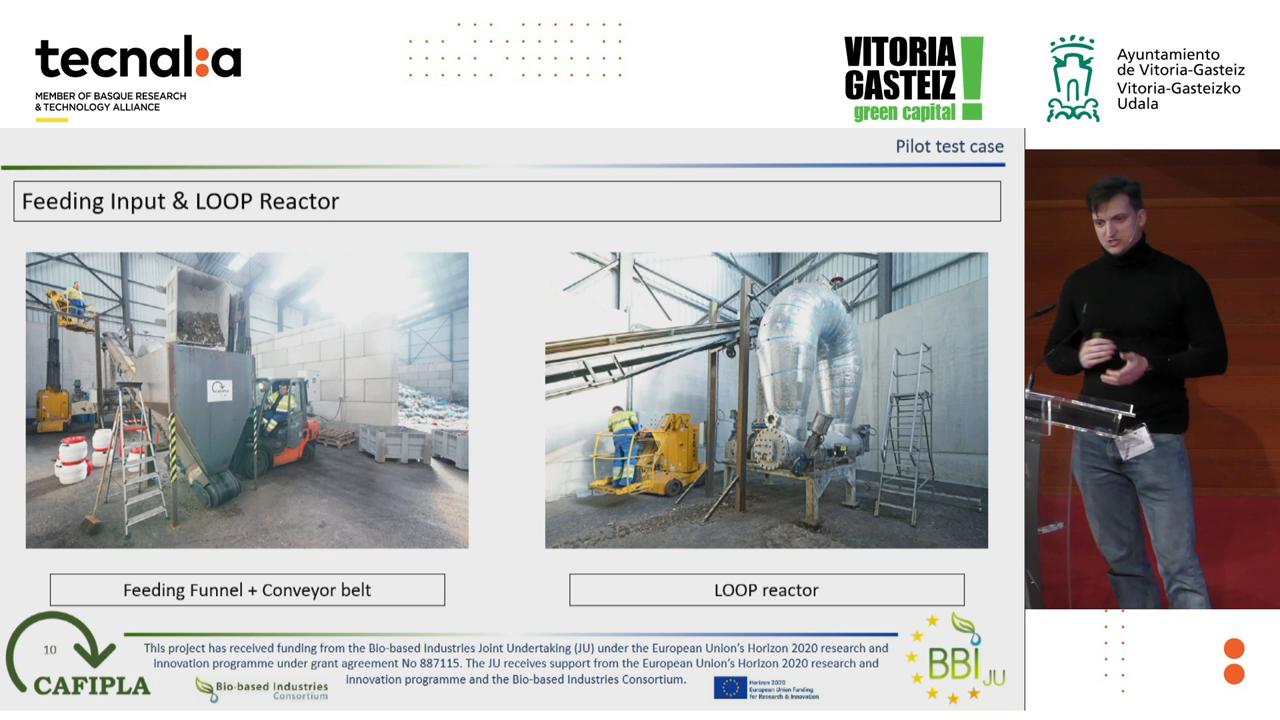 tecnal:a
MEMBER OF BASQUE RESEARCH
& TECHNOLOGY ALLIANCE
VITORIA
GASTEIZ
green capital
Ayuntamiento
de Vitoria-Gasteiz
Vitoria-Gasteizko
Udala
Pilot test case
Feeding Input & LOOP Reactor
CAFIPLA
Feeding Funnel + Conveyor belt
LOOP reactor
10
CAFIPLA
This project has received funding from the Bio-based Industries Joint Undertaking (JU) under the European Union's Horizon 2020 research and
innovation programme under grant agreement No 887115. The JU receives support from the European Union's Horizon 2020 research and
innovation programme and the Bio-based Industries Consortium.
Bio-based Industries
Consortium
Horizon 2020
European Union Funding
for Research & Innovation
BBI JU